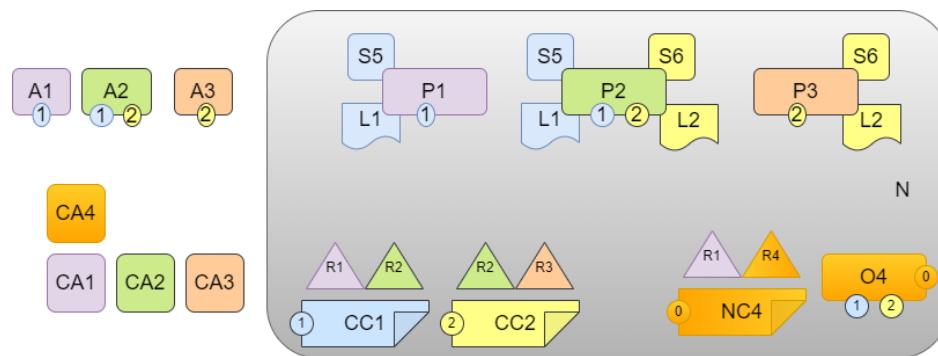 S5 S5 S6 S6
A1 A2 A3 P1 P2 P3
1 1 2 2 L1 1 L1 1 2 L2 2 L2
N
CA4
R1 R2 R2 R3 R1 R4
CA1 CA2 CA3 O4 0
1 CC1 2 CC2 0 NC4 1 2